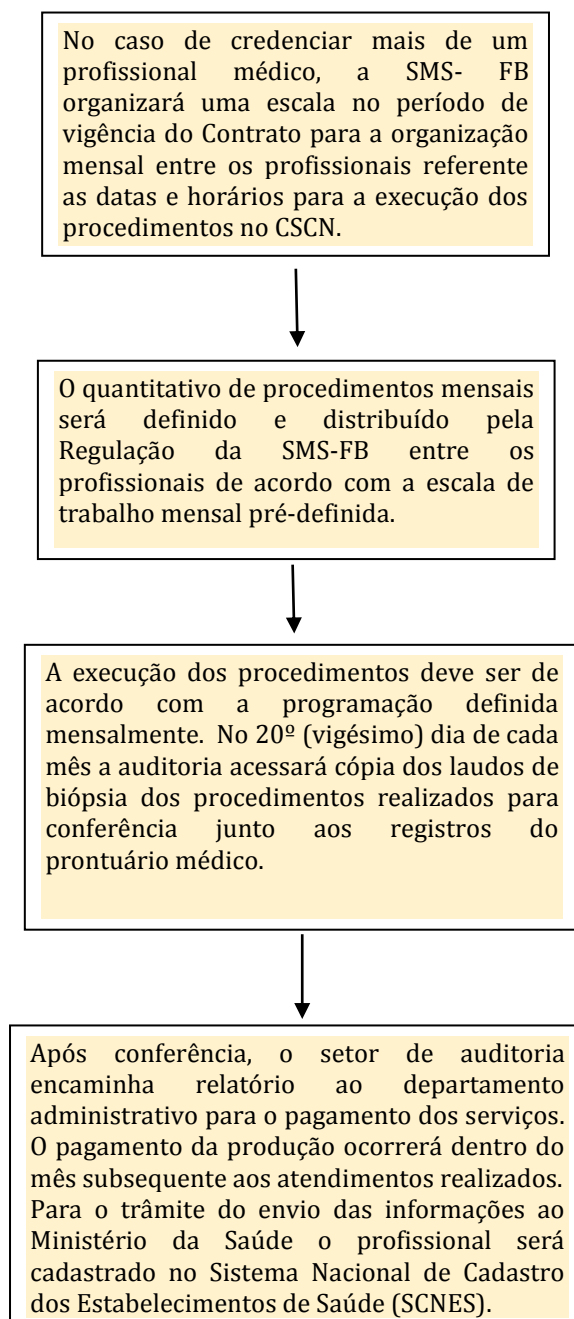 No caso de credenciar mais de um
profissional médico, a SMS- FB
organizará uma escala no período de
vigência do Contrato para a organização
mensal entre os profissionais referente
as datas e horários para a execução dos
procedimentos no CSCN.
O quantitativo de procedimentos mensais
será definido e distribuído pela
Regulação da SMS-FB entre os
profissionais de acordo com a escala de
trabalho mensal pré-definida.
A execução dos procedimentos deve ser de
acordo com a programação definida
mensalmente. No 20º (vigésimo) dia de cada
mês a auditoria acessará cópia dos laudos de
biópsia dos procedimentos realizados para
conferência junto aos registros do
prontuário médico.
Após conferência, o setor de auditoria
encaminha relatório ao departamento
administrativo para o pagamento dos serviços.
O pagamento da produção ocorrerá dentro do
mês subsequente aos atendimentos realizados.
Para o trâmite do envio das informações ao
Ministério da Saúde o profissional será
cadastrado no Sistema Nacional de Cadastro
dos Estabelecimentos de Saúde (SCNES).